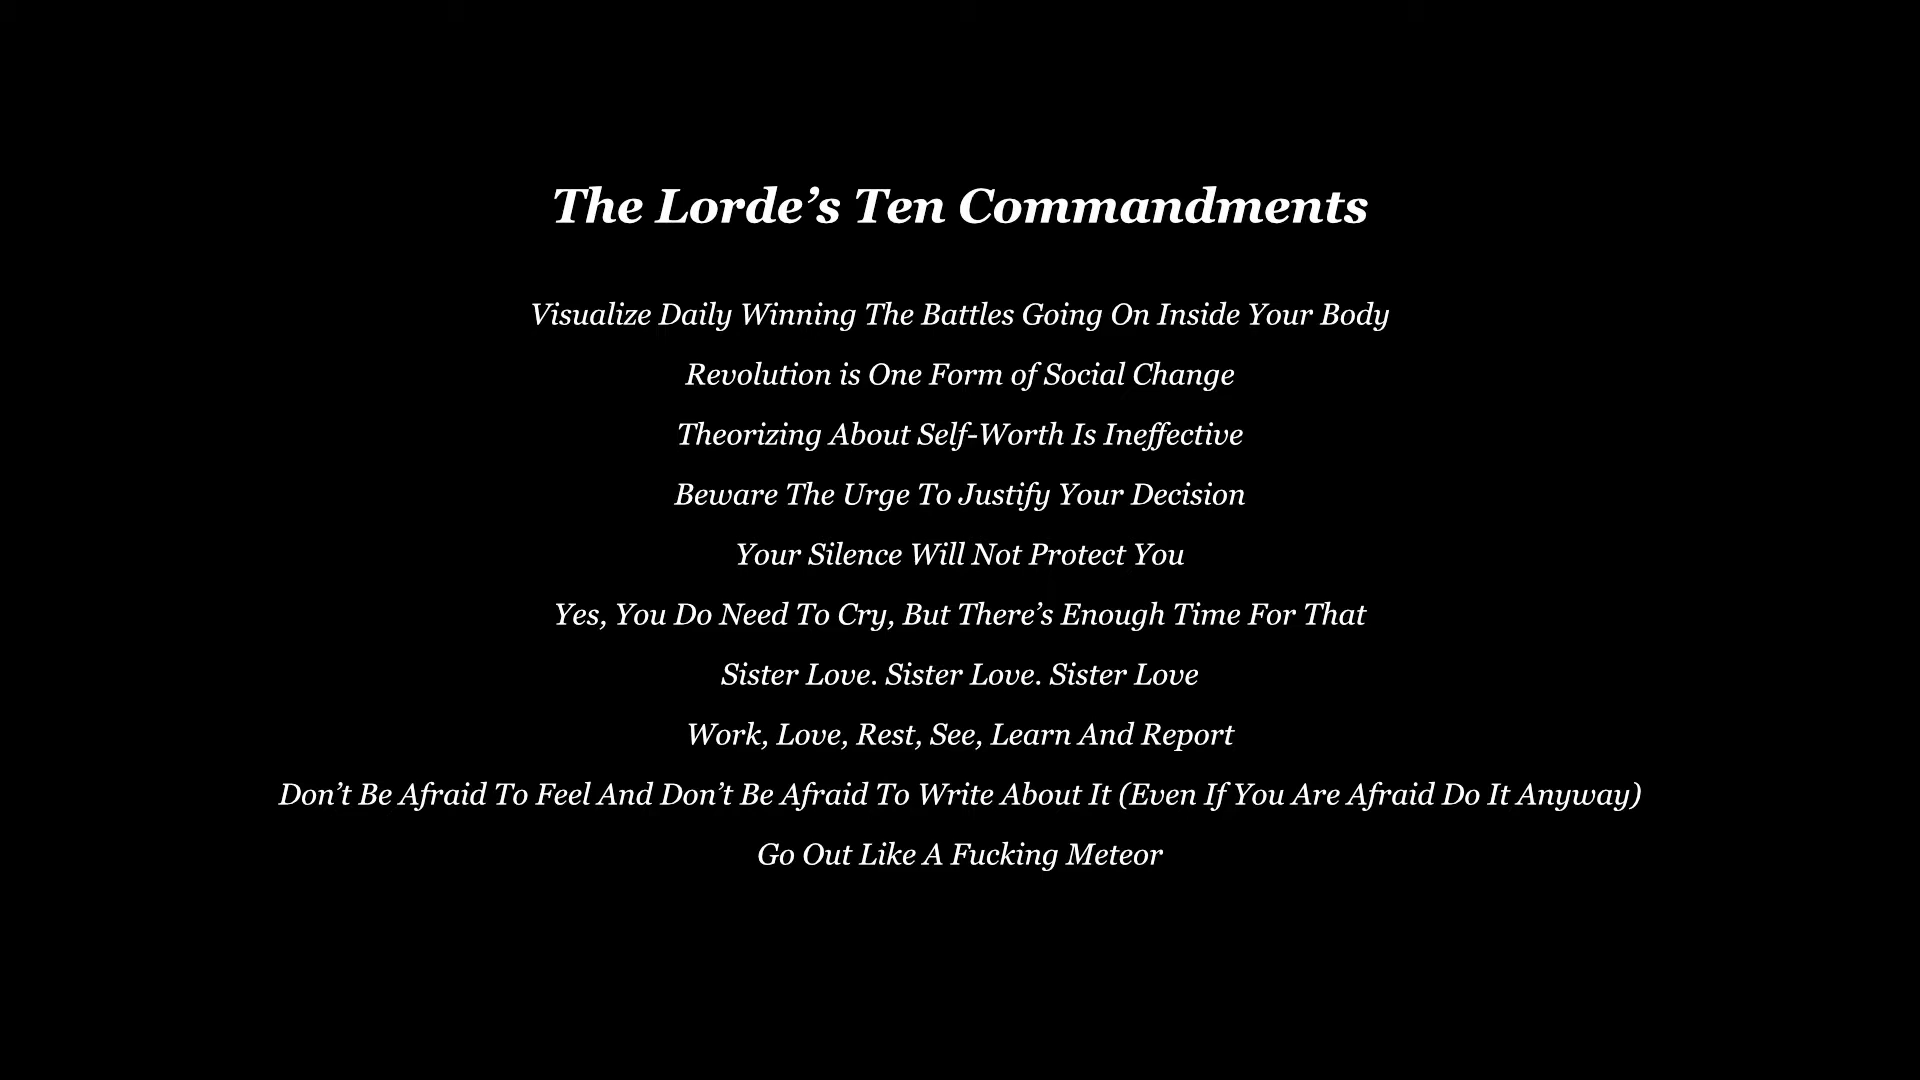 The Lorde’s Ten Commandments
Visualize Daily Winning The Battles Going On Inside Your Body
Revolution is One Form of Social Change
Theorizing About Self-Worth Is Ineffective
Beware The Urge To Justify Your Decision
Your Silence Will Not Protect You
Yes, You Do Need To Cry, But There’s Enough Time For That
Sister Love. Sister Love. Sister Love
Work, Love, Rest, See, Learn And Report
Don’t Be Afraid To Feel And Don’t Be Afraid To Write About It (Even If You Are Afraid Do It Anyway)
Go Out Like A Fucking Meteor